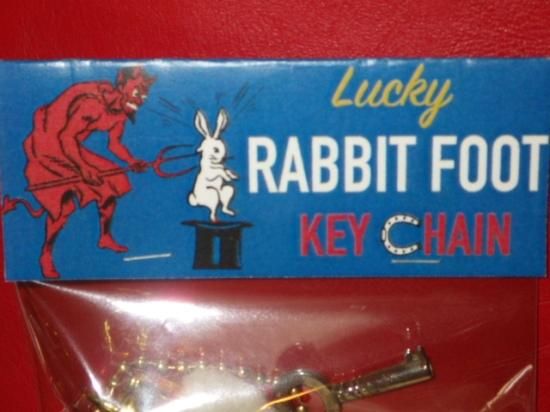 Lucky
RABBIT FOOT
KEY CHAIN